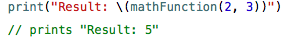 print("Result: \(mathFunction(2, 3))")
// prints "Result: 5"